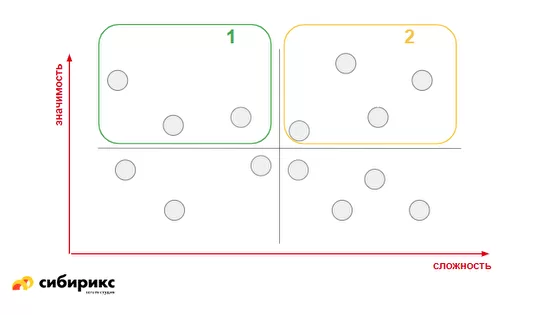 1
2
значимость
сложность
сибирикс